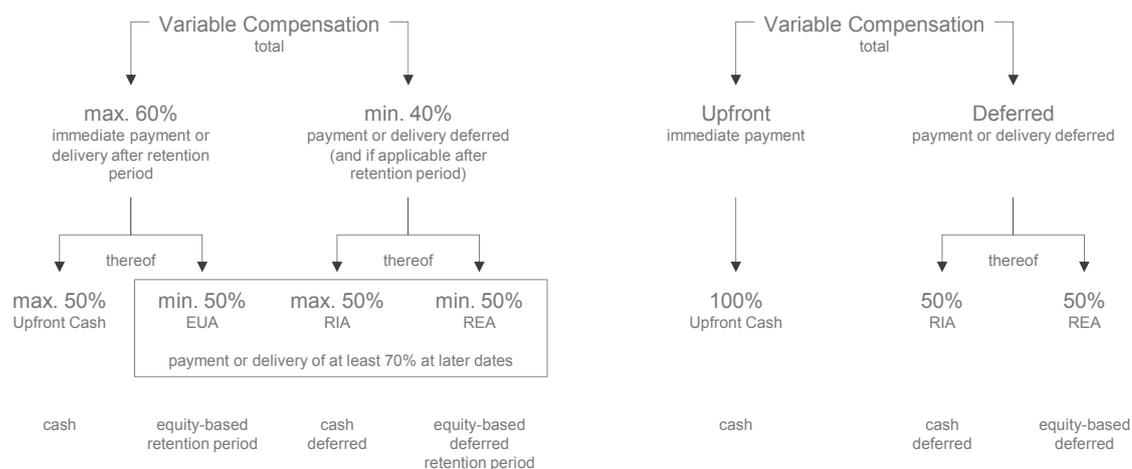 Variable Compensation
total
max. 60%
immediate payment or
delivery after retention
period
min. 40%
payment or delivery deferred
(and if applicable after
retention period)
thereof
thereof
max. 50%
Upfront Cash
min. 50%
EUA
max. 50%
RIA
min. 50%
REA
payment or delivery of at least 70% at later dates
cash
equity-based
retention period
cash
deferred
equity-based
deferred
retention period
Variable Compensation
total
Upfront
immediate payment
Deferred
payment or delivery deferred
thereof
100%
Upfront Cash
50%
RIA
50%
REA
cash
cash
deferred
equity-based
deferred